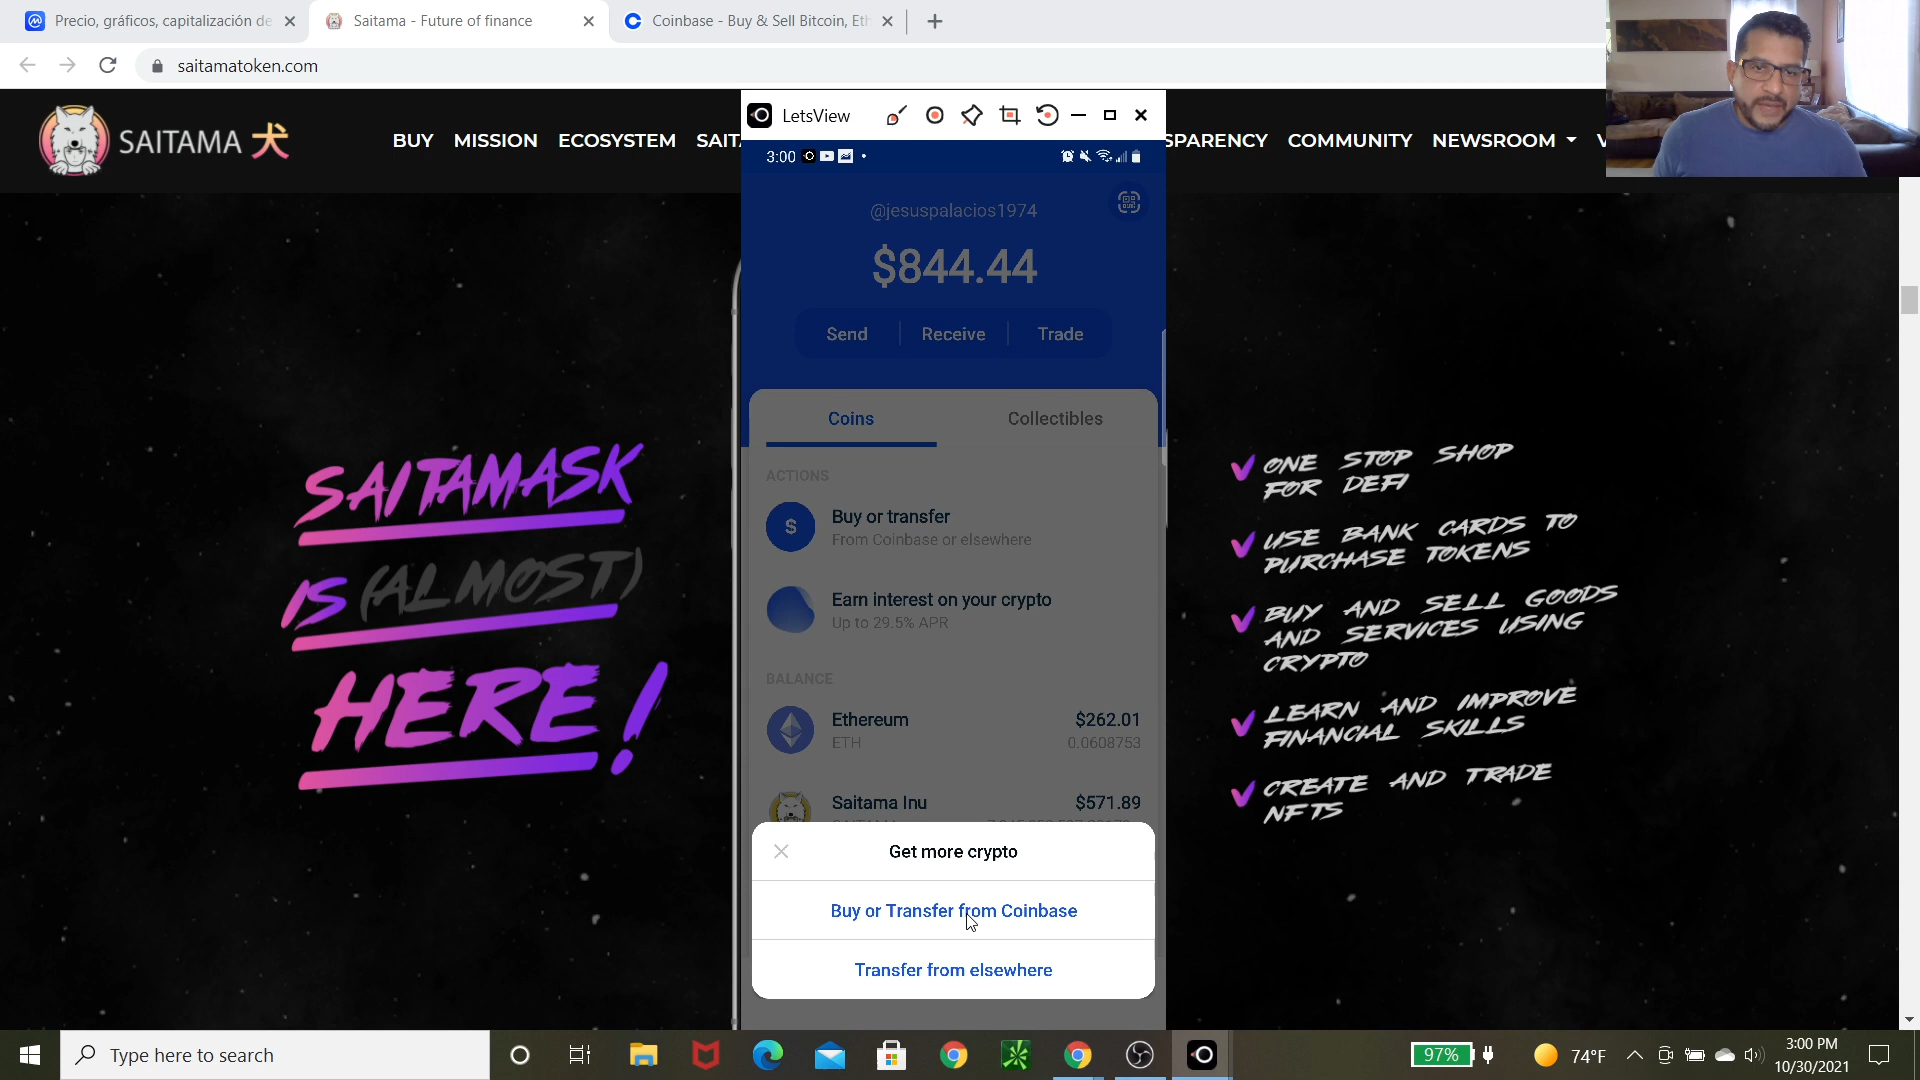 Precio, gráficos, capitalización de
Saitama - Future of finance
Coinbase - Buy & Sell Bitcoin, Eth
saitamatoken.com
SAITAMA 犬
BUY MISSION ECOSYSTEM SAIT
SPARENCY COMMUNITY NEWSROOM
LetsView
3:00
@jesuspalacios1974
$844.44
Send Receive Trade
Coins Collectibles
ACTIONS
$
Buy or transfer
From Coinbase or elsewhere
Earn interest on your crypto
Up to 29.5% APR
BALANCE
Ethereum $262.01
ETH 0.0608753
Saitama Inu $571.89
Get more crypto
Buy or Transfer from Coinbase
Transfer from elsewhere
SAITAMASK
IS (ALMOST)
HERE!
ONE STOP SHOP
FOR DEFI
USE BANK CARDS TO
PURCHASE TOKENS
BUY AND SELL GOODS
AND SERVICES USING
CRYPTO
LEARN AND IMPROVE
FINANCIAL SKILLS
CREATE AND TRADE
NFTS
Type here to search
97%
74°F
3:00 PM
10/30/2021